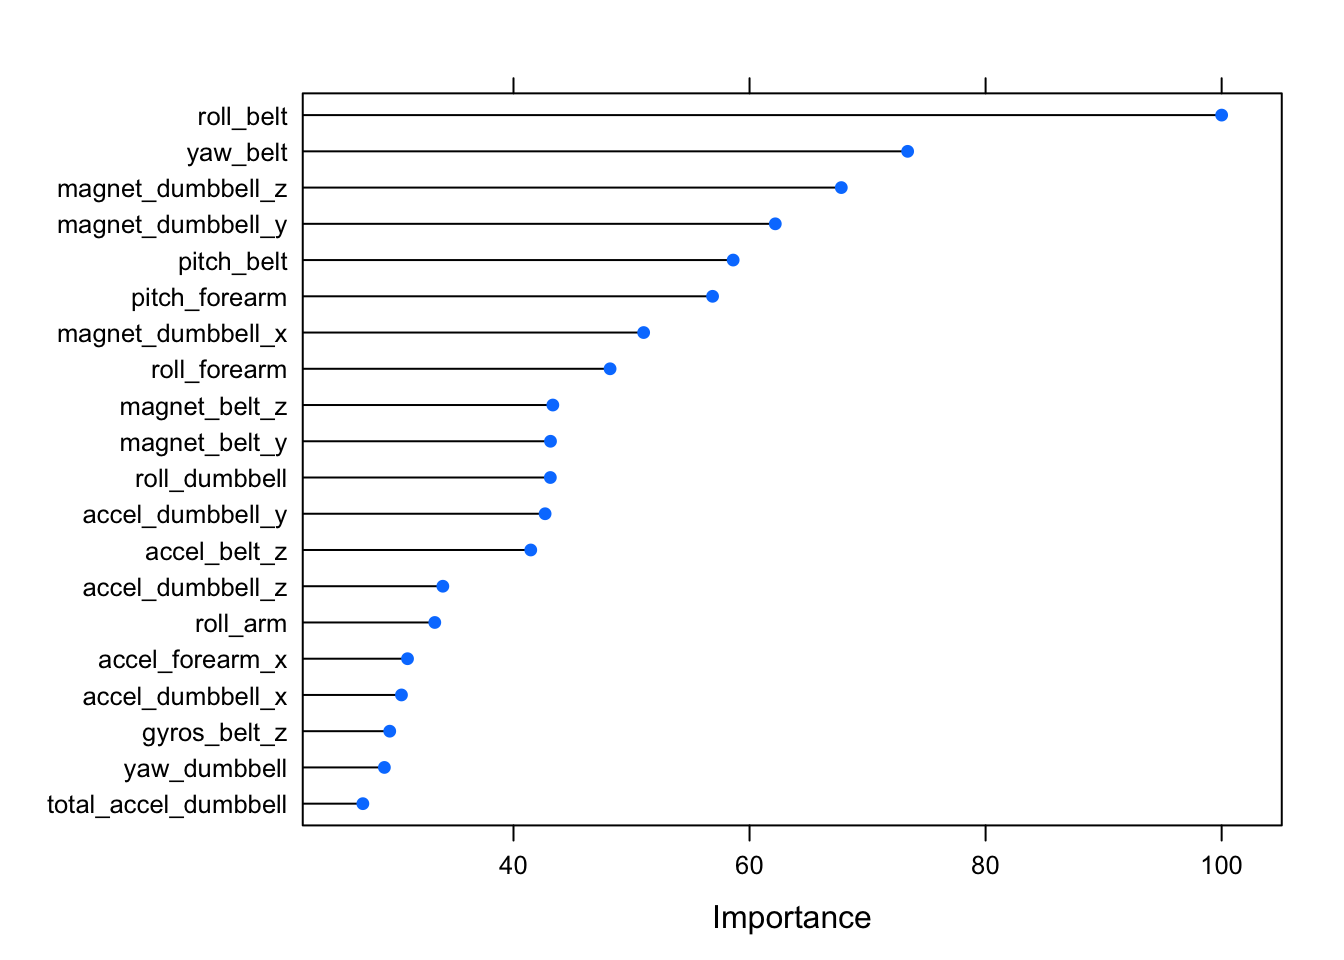 roll_belt
yaw_belt
magnet_dumbbell_z
magnet_dumbbell_y
pitch_belt
pitch_forearm
magnet_dumbbell_x
roll_forearm
magnet_belt_z
magnet_belt_y
roll_dumbbell
accel_dumbbell_y
accel_belt_z
accel_dumbbell_z
roll_arm
accel_forearm_x
accel_dumbbell_x
gyros_belt_z
yaw_dumbbell
total_accel_dumbbell
40 60 80 100
Importance